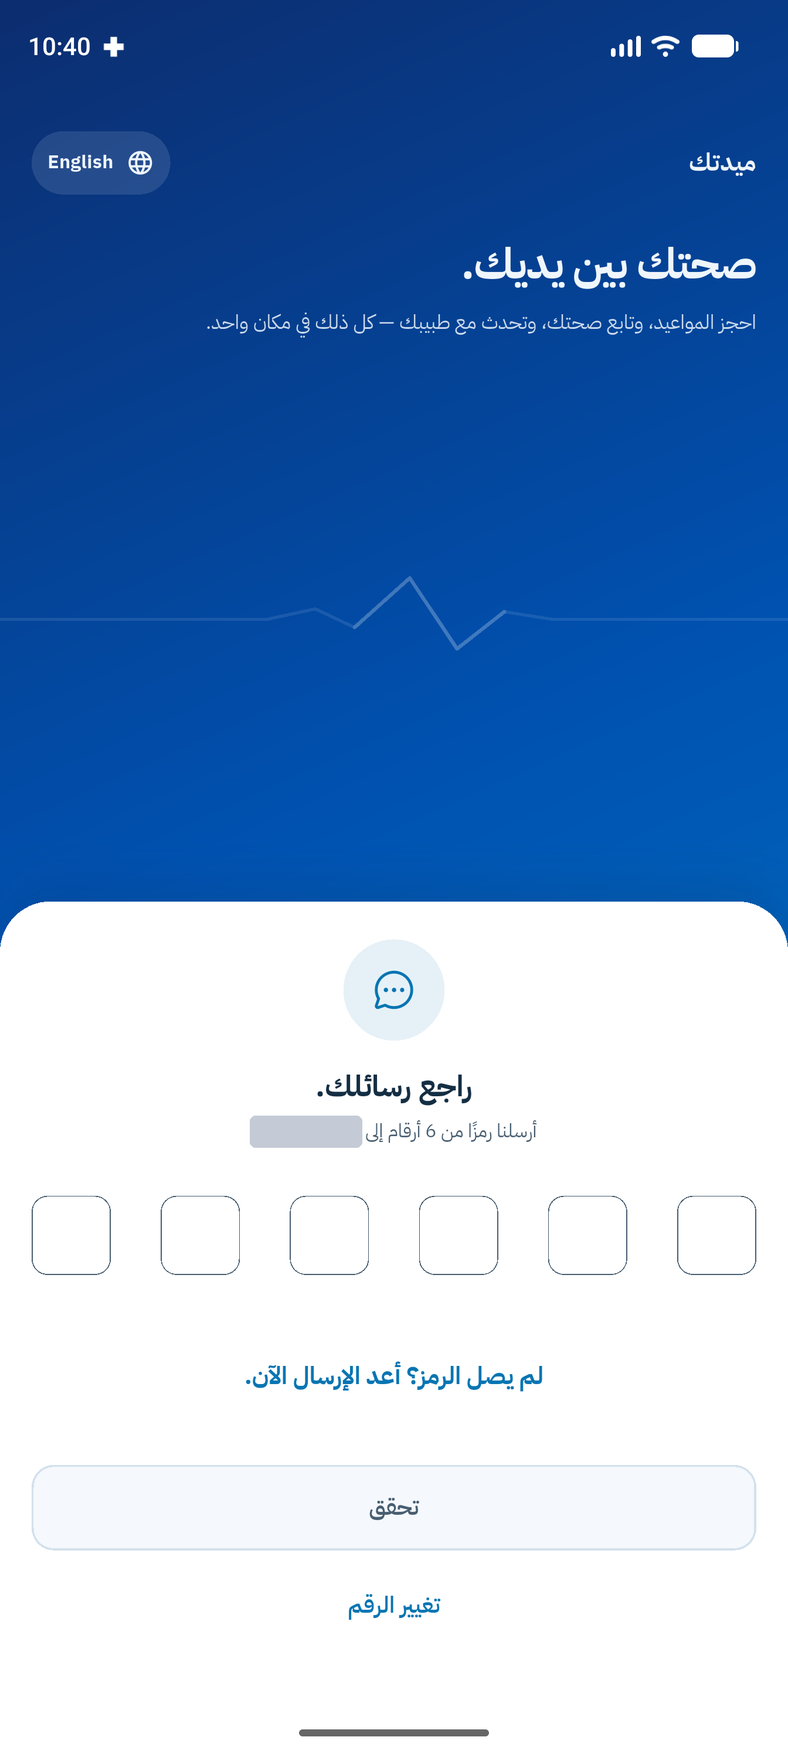 10:40
ميدتك
English
صحتك بين يديك.
احجز المواعيد، وتابع صحتك، وتحدث مع طبيبك — كل ذلك في مكان واحد.
راجع رسائلك.
أرسلنا رمزًا من 6 أرقام إلى
لم يصل الرمز؟ أعد الإرسال الآن.
تحقق
تغيير الرقم